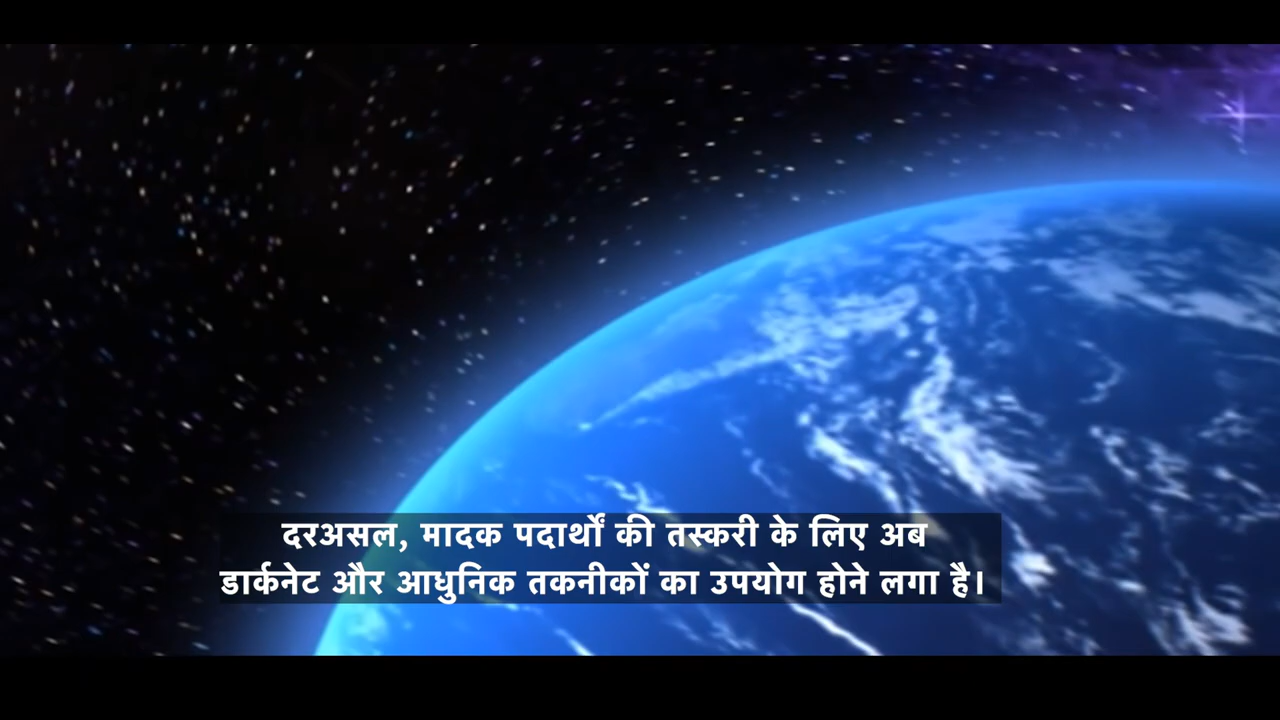 दरअसल, मादक पदार्थों की तस्करी के लिए अब
डार्कनेट और आधुनिक तकनीकों का उपयोग होने लगा है।